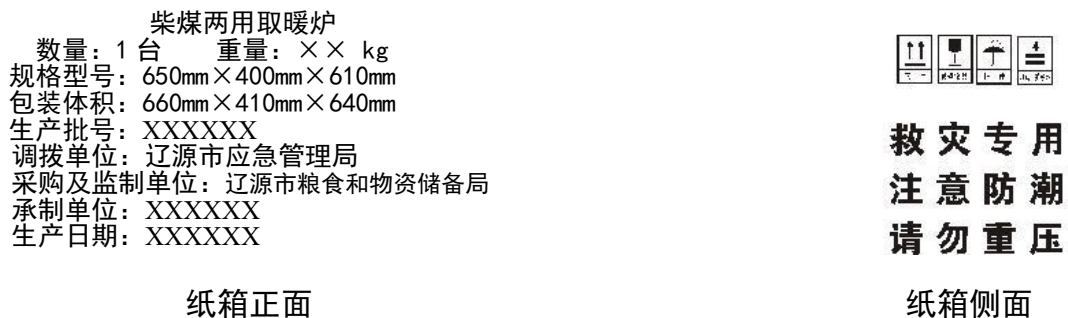 柴煤两用取暖炉
数量：1台 重量：×× kg
规格型号：650mm×400mm×610mm
包装体积：660mm×410mm×640mm
生产批号：XXXXXX
调拨单位：辽源市应急管理局
采购及监制单位：辽源市粮食和物资储备局
承制单位：XXXXXX
生产日期：XXXXXX
纸箱正面
4
救灾专用
注意防潮
请勿重压
纸箱侧面